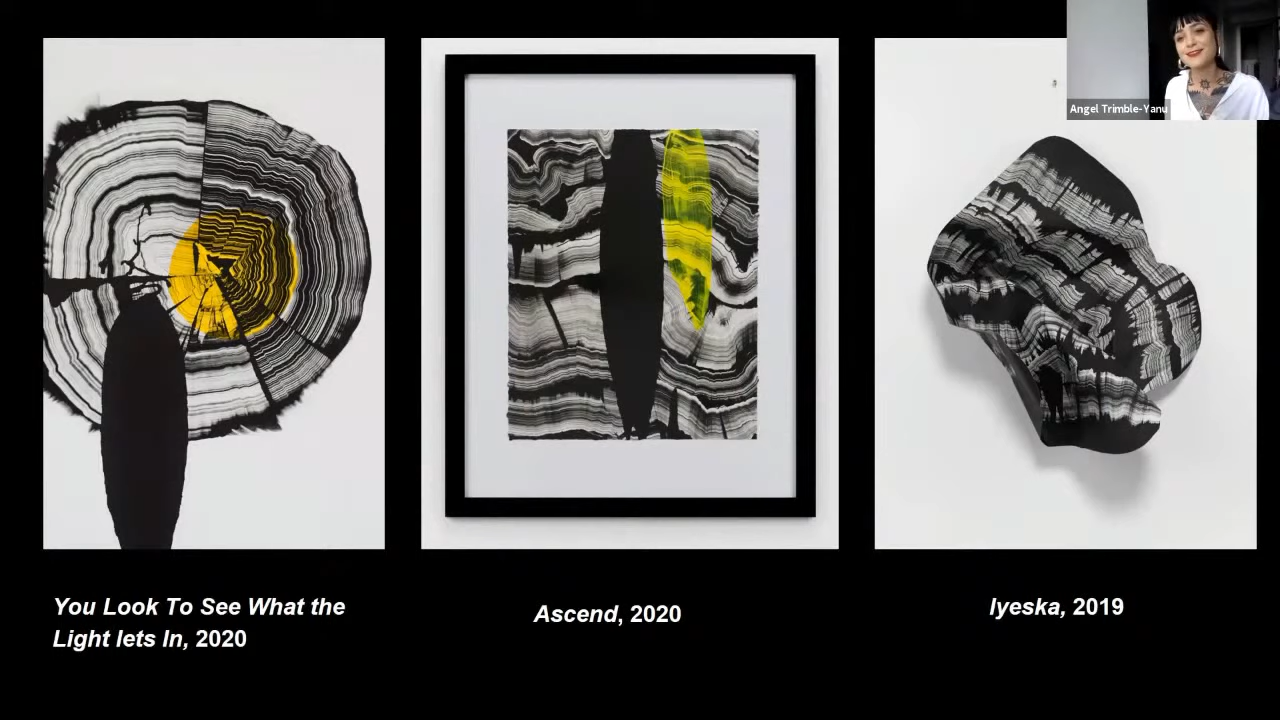 Angel Trimble-Yanu
You Look To See What the
Light lets In, 2020
Ascend, 2020
Iyeska, 2019